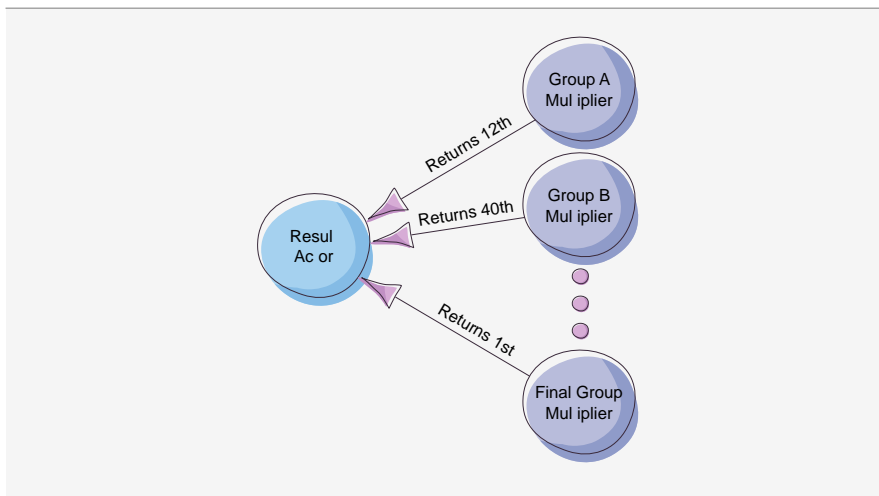 Group A
Mul iplier
Returns 12th
Group B
Mul iplier
Returns 40th
Resul
Ac or
Returns 1st
Final Group
Mul iplier